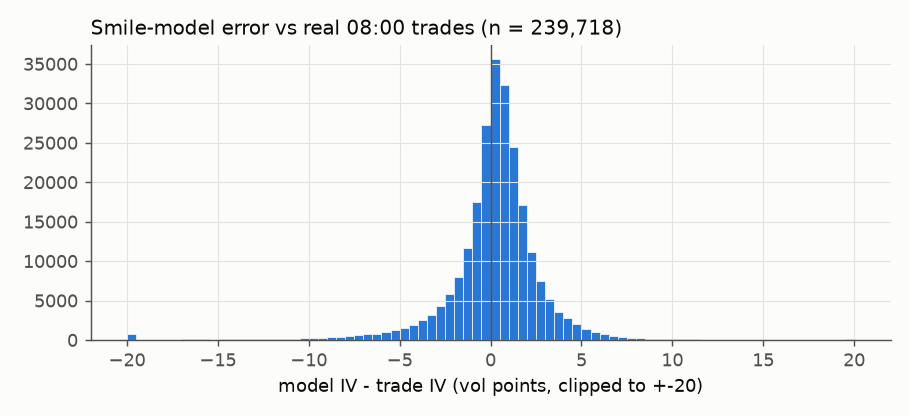 Smile-model error vs real 08:00 trades (n = 239,718)
35000
30000
25000
20000
15000
10000
5000
0
−20 −15 −10 −5 0 5 10 15 20
model IV - trade IV (vol points, clipped to +-20)